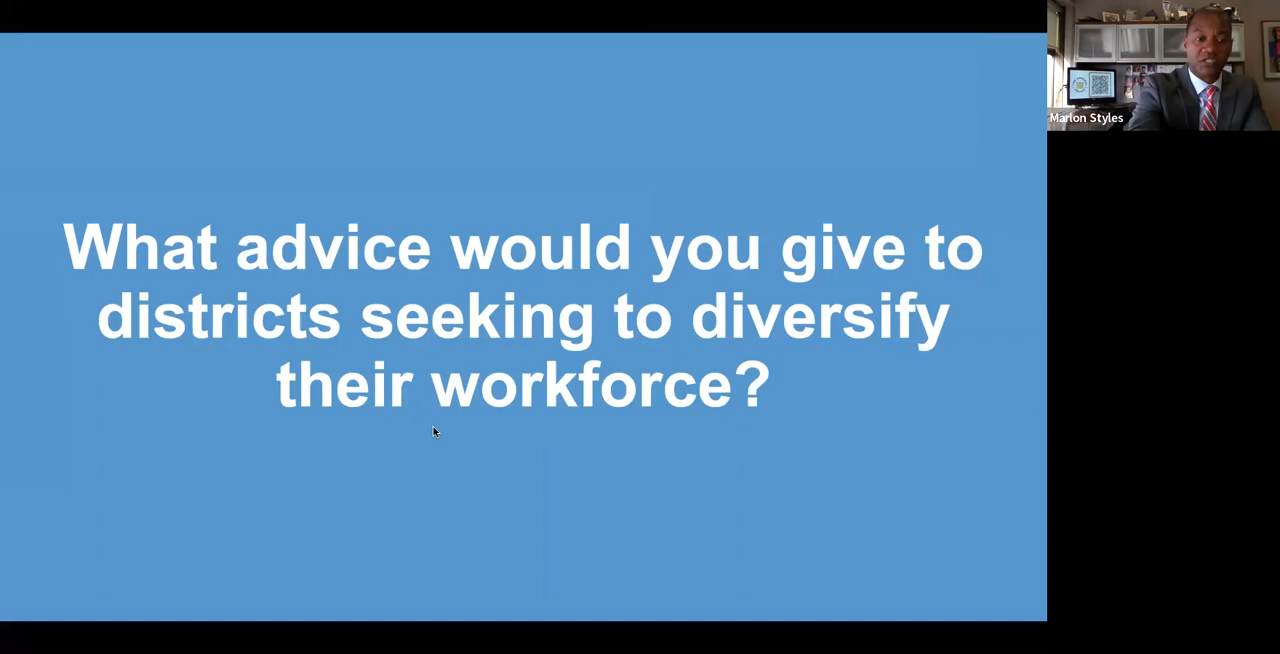 What advice would you give to
districts seeking to diversify
their workforce?
Marlon Styles